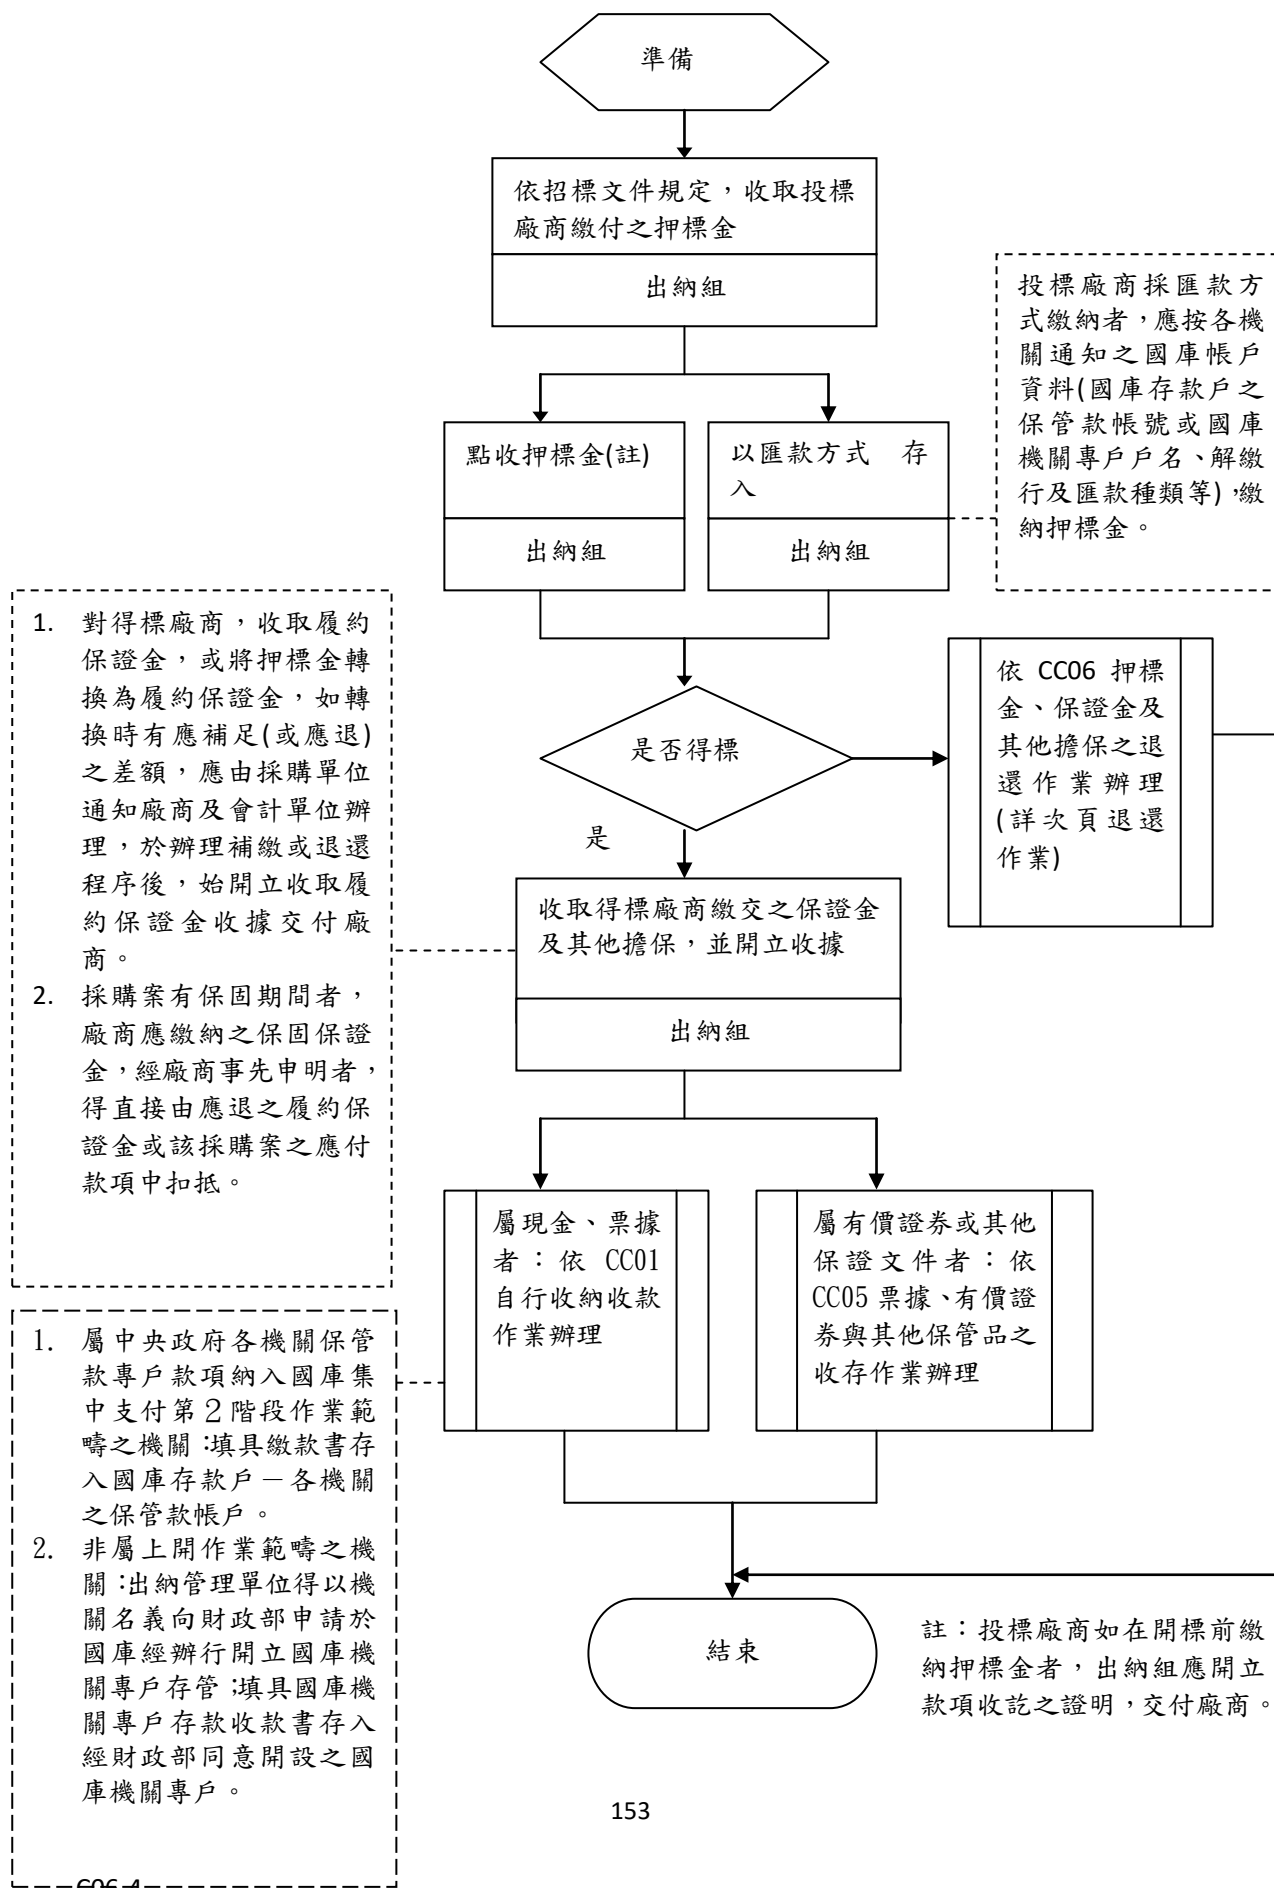 準備
依招標文件規定，收取投標
廠商繳付之押標金
出納組
投標廠商採匯款方
式繳納者，應按各機
關通知之國庫帳戶
資料(國庫存款戶之
保管款帳號或國庫
機關專戶戶名、解繳
行及匯款種類等)，繳
納押標金。
點收押標金(註)
出納組
以匯款方式　存
入
出納組
1. 對得標廠商，收取履約
保證金，或將押標金轉
換為履約保證金，如轉
換時有應補足(或應退)
之差額，應由採購單位
通知廠商及會計單位辦
理，於辦理補繳或退還
程序後，始開立收取履
約保證金收據交付廠
商。
2. 採購案有保固期間者，
廠商應繳納之保固保證
金，經廠商事先申明者，
得直接由應退之履約保
證金或該採購案之應付
款項中扣抵。
是否得標
依 CC06 押標
金、保證金及
其他擔保之退
還作業辦理
(詳次頁退還
作業)
是
收取得標廠商繳交之保證金
及其他擔保，並開立收據
出納組
屬現金、票據
者：依 CC01
自行收納收款
作業辦理
屬有價證券或其他
保證文件者：依
CC05 票據、有價證
券與其他保管品之
收存作業辦理
1. 屬中央政府各機關保管
款專戶款項納入國庫集
中支付第２階段作業範
疇之機關：填具繳款書存
入國庫存款戶－各機關
之保管款帳戶。
2. 非屬上開作業範疇之機
關：出納管理單位得以機
關名義向財政部申請於
國庫經辦行開立國庫機
關專戶存管；填具國庫機
關專戶存款收款書存入
經財政部同意開設之國
庫機關專戶。
結束
註：投標廠商如在開標前繳
納押標金者，出納組應開立
款項收訖之證明，交付廠商。
153
C06-4